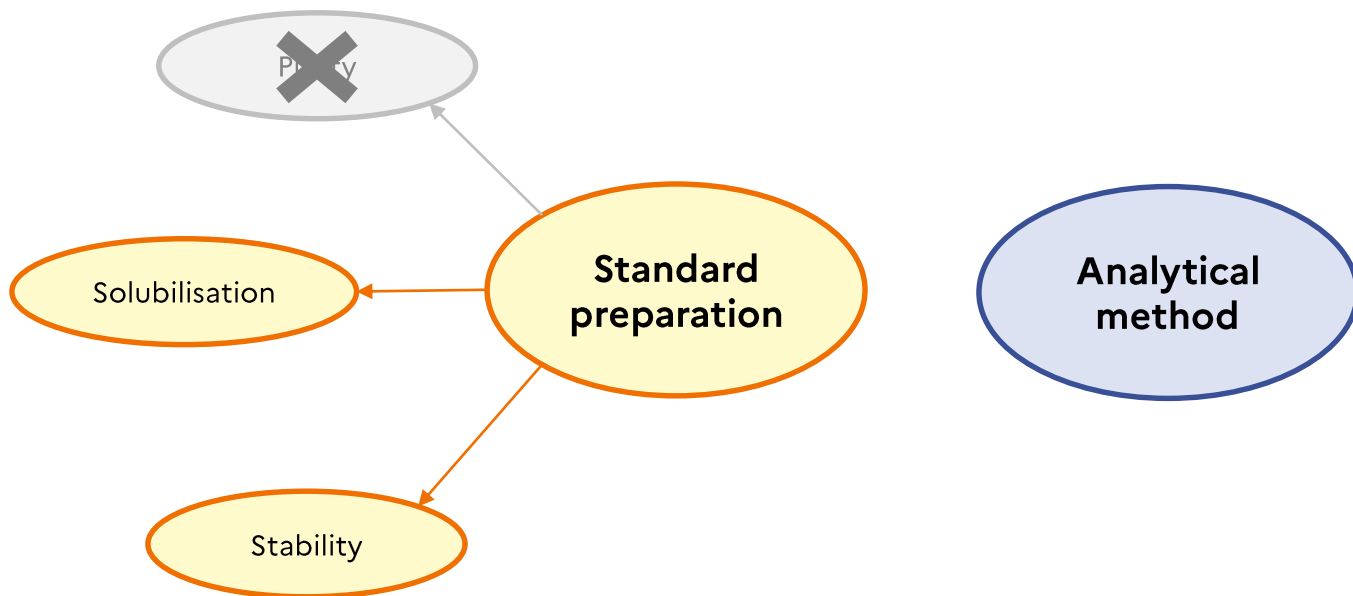 Solubilisation
Standard
preparation
Analytical
method
Stability